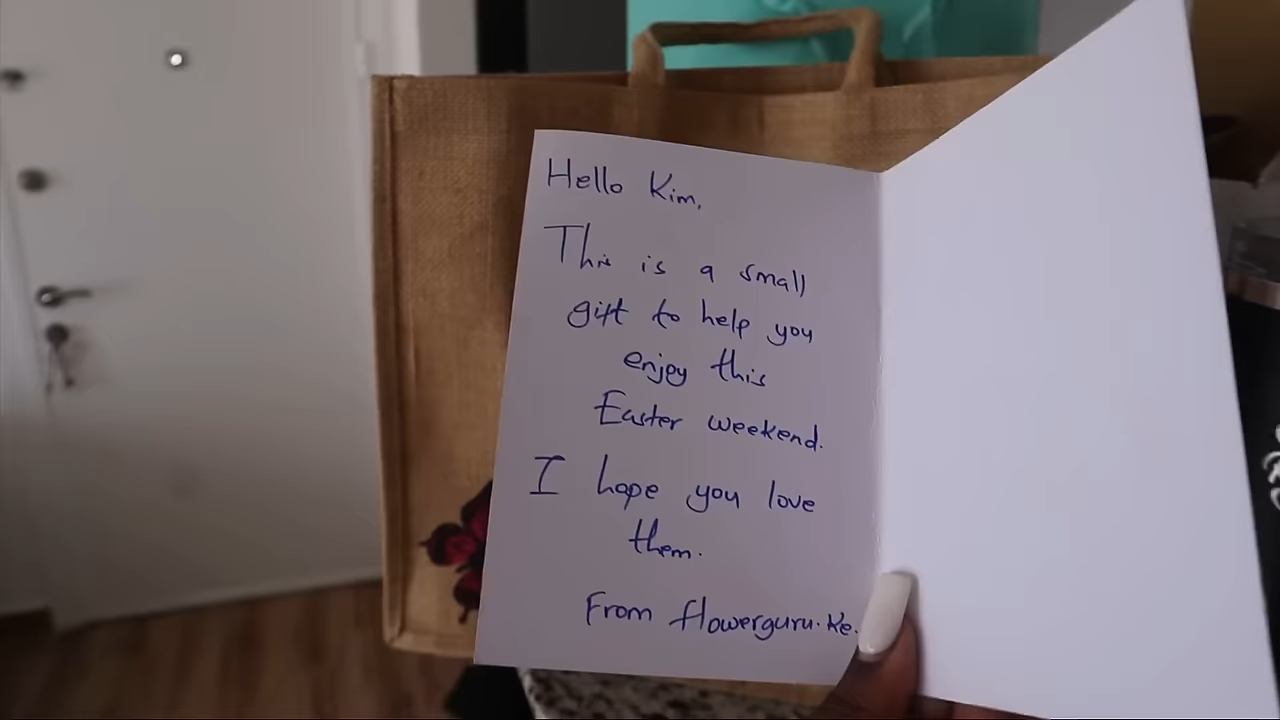 Hello Kim,
This is a small
gift to help you
enjoy this
Easter weekend.
I hope you love
them.
From flowerguru.ke.